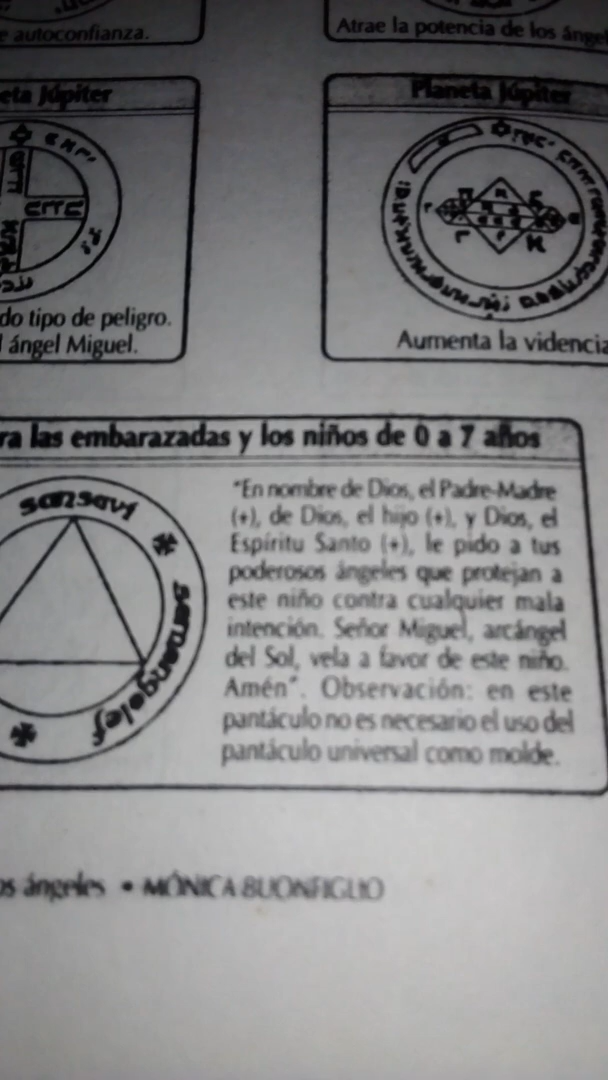 e autoconfianza.
Atrae la potencia de los ánge
eta Júpiter
Planeta Júpiter
do tipo de peligro.
l ángel Miguel.
Aumenta la videncia
ra las embarazadas y los niños de 0 a 7 años
sansavi
semangelef
"En nombre de Dios, el Padre-Madre
(+), de Dios, el hijo (+), y Dios, el
Espíritu Santo (+), le pido a tus
poderosos ángeles que protejan a
este niño contra cualquier mala
intención. Señor Miguel, arcángel
del Sol, vela a favor de este niño.
Amén". Observación: en este
pantáculo no es necesario el uso del
pantáculo universal como molde.
os ángeles • MÓNICA BUONFIGLIO